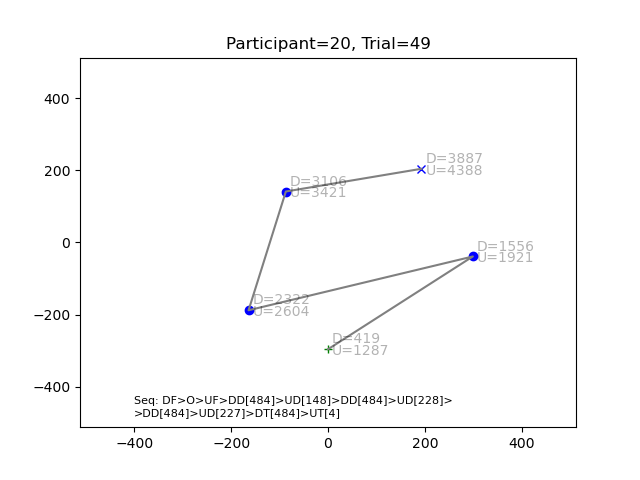 Participant=20, Trial=49
400
200
0
−200
−400
D=3887
U=4388
D=3106
U=3421
D=1556
U=1921
D=2322
U=2604
D=419
U=1287
Seq: DF>O>UF>DD[484]>UD[148]>DD[484]>UD[228]>
>DD[484]>UD[227]>DT[484]>UT[4]
−400
−200
0
200
400